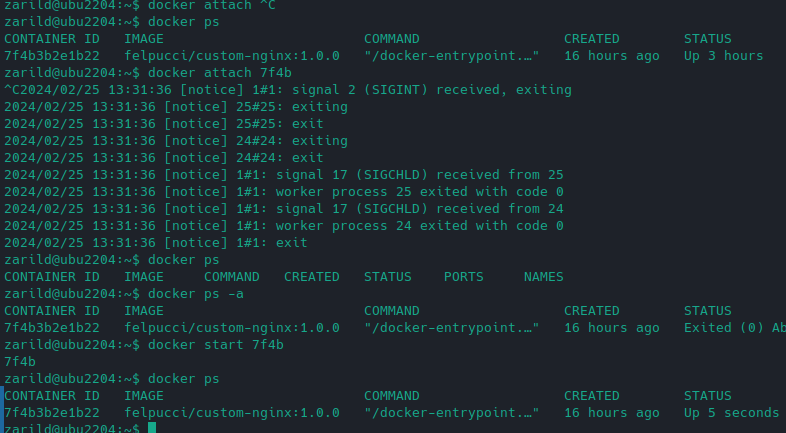 zarild@ubu2204:~$ docker attach ^C
zarild@ubu2204:~$ docker ps
CONTAINER ID   IMAGE                         COMMAND                  CREATED        STATUS
7f4b3b2e1b22   felpucci/custom-nginx:1.0.0   "/docker-entrypoint.…"   16 hours ago   Up 3 hours
zarild@ubu2204:~$ docker attach 7f4b
^C2024/02/25 13:31:36 [notice] 1#1: signal 2 (SIGINT) received, exiting
2024/02/25 13:31:36 [notice] 25#25: exiting
2024/02/25 13:31:36 [notice] 25#25: exit
2024/02/25 13:31:36 [notice] 24#24: exiting
2024/02/25 13:31:36 [notice] 24#24: exit
2024/02/25 13:31:36 [notice] 1#1: signal 17 (SIGCHLD) received from 25
2024/02/25 13:31:36 [notice] 1#1: worker process 25 exited with code 0
2024/02/25 13:31:36 [notice] 1#1: signal 17 (SIGCHLD) received from 24
2024/02/25 13:31:36 [notice] 1#1: worker process 24 exited with code 0
2024/02/25 13:31:36 [notice] 1#1: exit
zarild@ubu2204:~$ docker ps
CONTAINER ID   IMAGE     COMMAND   CREATED   STATUS    PORTS     NAMES
zarild@ubu2204:~$ docker ps -a
CONTAINER ID   IMAGE                         COMMAND                  CREATED        STATUS
7f4b3b2e1b22   felpucci/custom-nginx:1.0.0   "/docker-entrypoint.…"   16 hours ago   Exited (0) Ab
zarild@ubu2204:~$ docker start 7f4b
7f4b
zarild@ubu2204:~$ docker ps
CONTAINER ID   IMAGE                         COMMAND                  CREATED        STATUS
7f4b3b2e1b22   felpucci/custom-nginx:1.0.0   "/docker-entrypoint.…"   16 hours ago   Up 5 seconds
zarild@ubu2204:~$